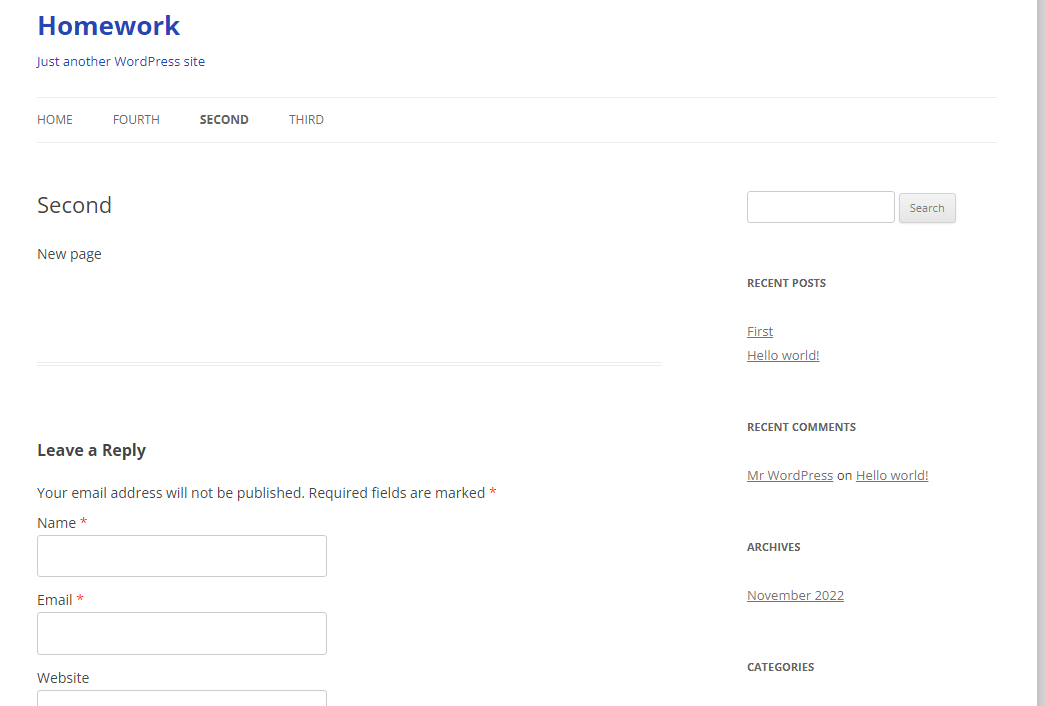 Homework
Just another WordPress site
HOME FOURTH SECOND THIRD
Second
New page
Leave a Reply
Your email address will not be published. Required fields are marked *
Name *
Email *
Website
Search
RECENT POSTS
First
Hello world!
RECENT COMMENTS
Mr WordPress on Hello world!
ARCHIVES
November 2022
CATEGORIES